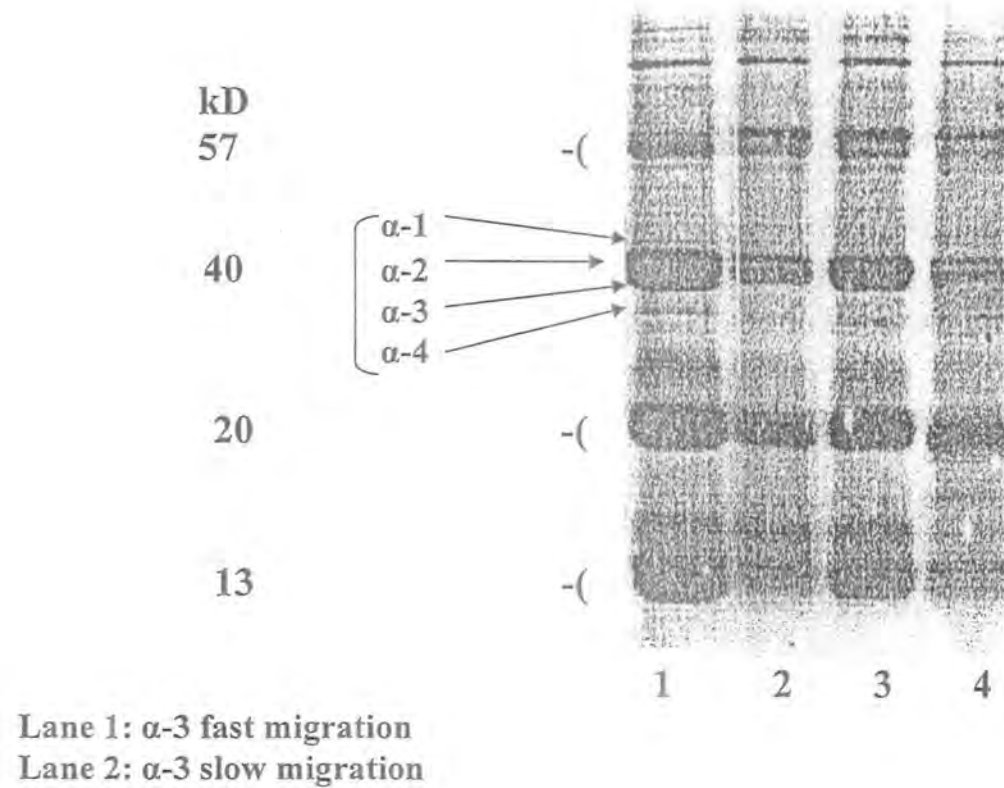 kD
57 -(
α-1
40 α-2
α-3
α-4
20 -(
13 -(
1 2 3 4
Lane 1: α-3 fast migration
Lane 2: α-3 slow migration